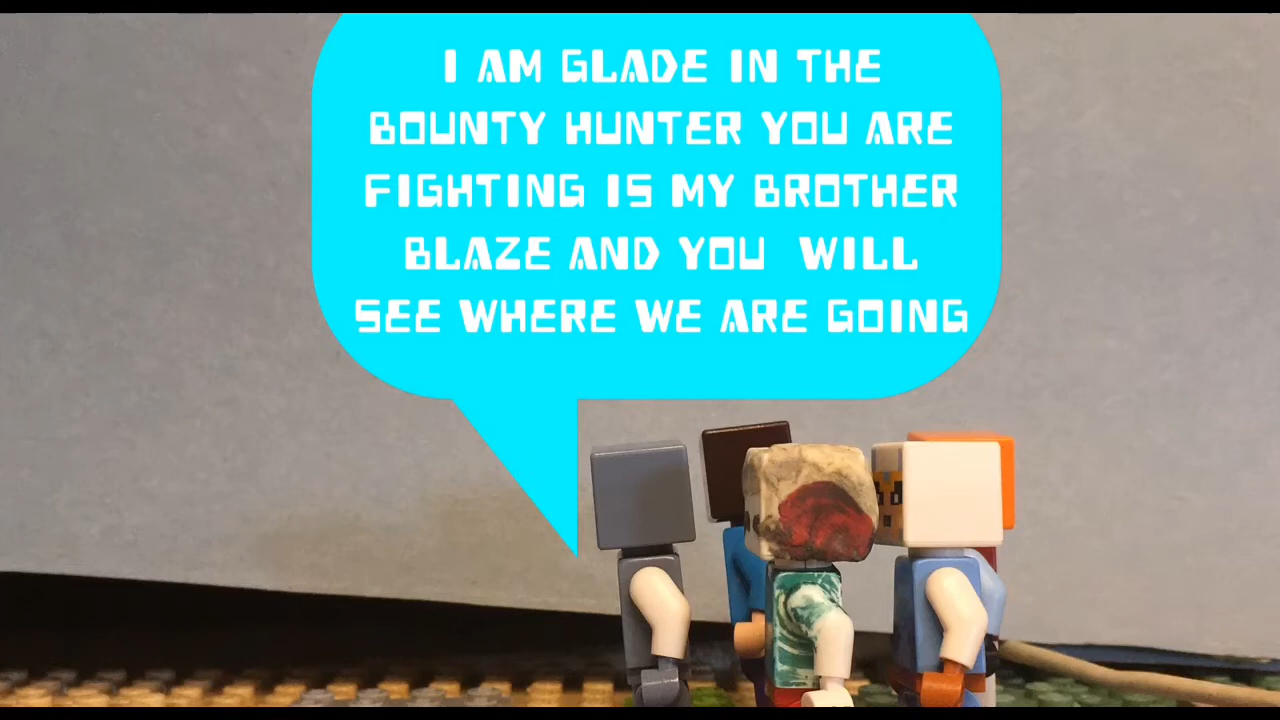 I AM GLADE IN THE
BOUNTY HUNTER YOU ARE
FIGHTING IS MY BROTHER
BLAZE AND YOU WILL
SEE WHERE WE ARE GOING